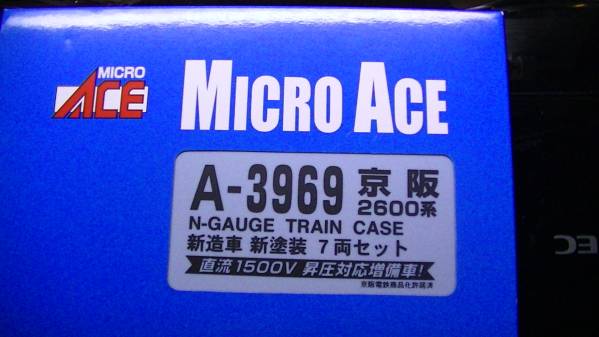 MICRO
ACE
MICRO ACE
A-3969 京阪
2600系
N-GAUGE TRAIN CASE
新造車 新塗装 7両セット
直流1500V 昇圧対応増備車!
京阪電鉄商品化許諾済